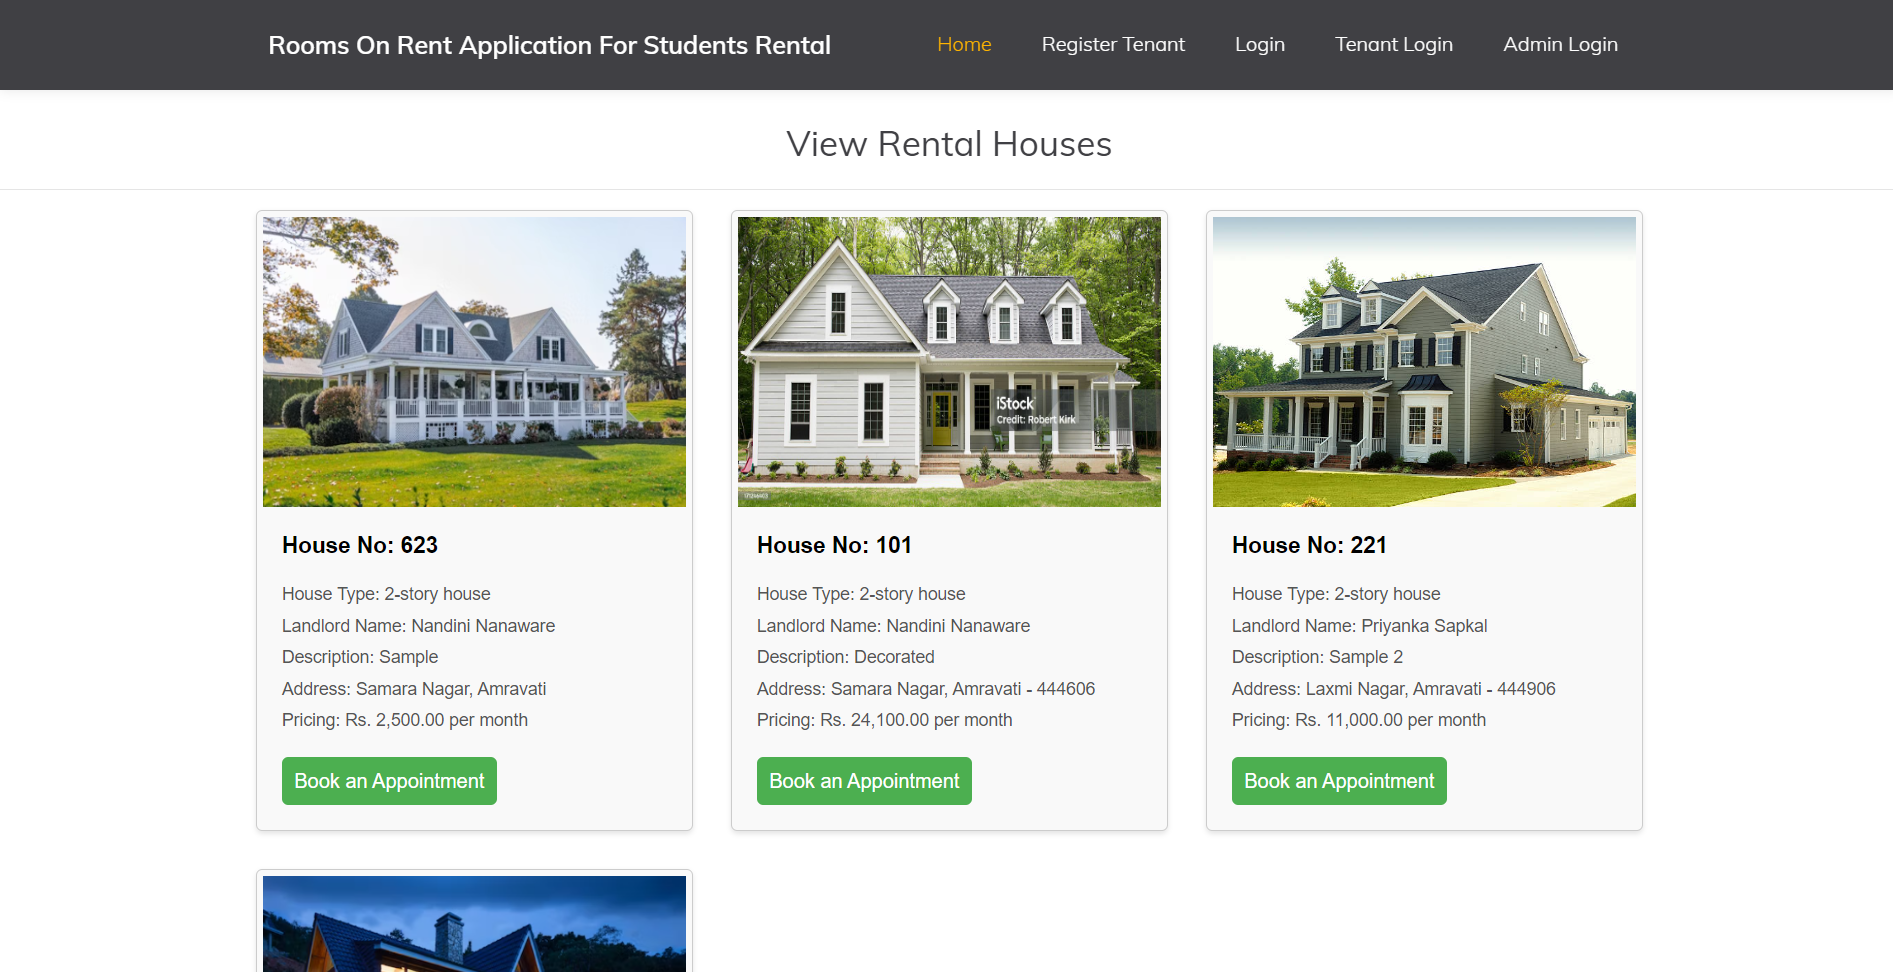 Rooms On Rent Application For Students Rental
Home
Register Tenant
Login
Tenant Login
Admin Login
View Rental Houses
iStock
Credit: Robert Kirk
House No: 623
House Type: 2-story house
Landlord Name: Nandini Nanaware
Description: Sample
Address: Samara Nagar, Amravati
Pricing: Rs. 2,500.00 per month
Book an Appointment
House No: 101
House Type: 2-story house
Landlord Name: Nandini Nanaware
Description: Decorated
Address: Samara Nagar, Amravati - 444606
Pricing: Rs. 24,100.00 per month
Book an Appointment
House No: 221
House Type: 2-story house
Landlord Name: Priyanka Sapkal
Description: Sample 2
Address: Laxmi Nagar, Amravati - 444906
Pricing: Rs. 11,000.00 per month
Book an Appointment